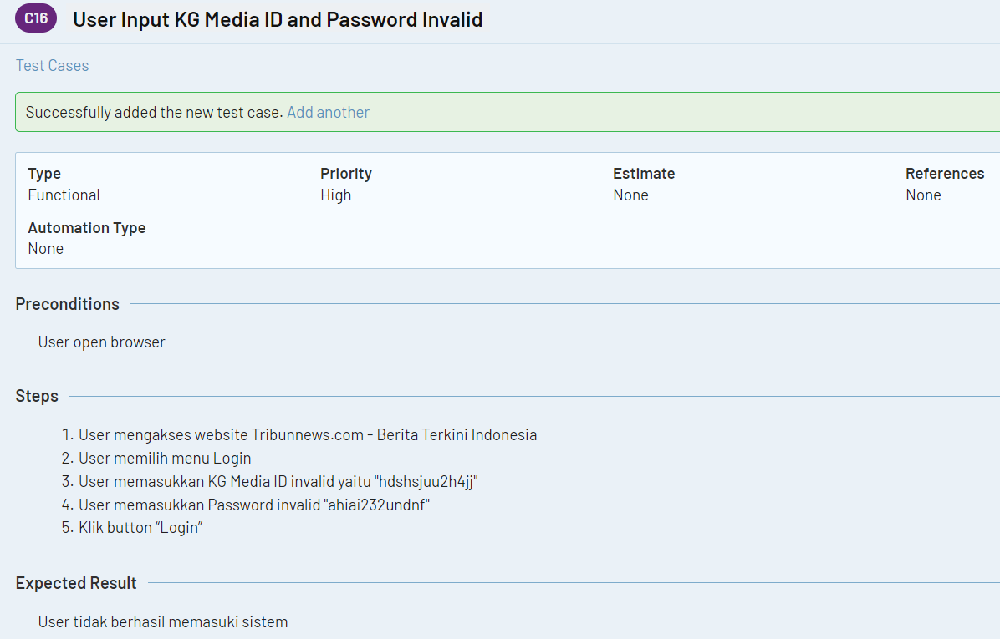 C16 User Input KG Media ID and Password Invalid
Test Cases
Successfully added the new test case. Add another
Type Priority Estimate References
Functional High None None
Automation Type
None
Preconditions
User open browser
Steps
1. User mengakses website Tribunnews.com - Berita Terkini Indonesia
2. User memilih menu Login
3. User memasukkan KG Media ID invalid yaitu "hdshsjuu2h4jj"
4. User memasukkan Password invalid "ahiai232undnf"
5. Klik button “Login”
Expected Result
User tidak berhasil memasuki sistem